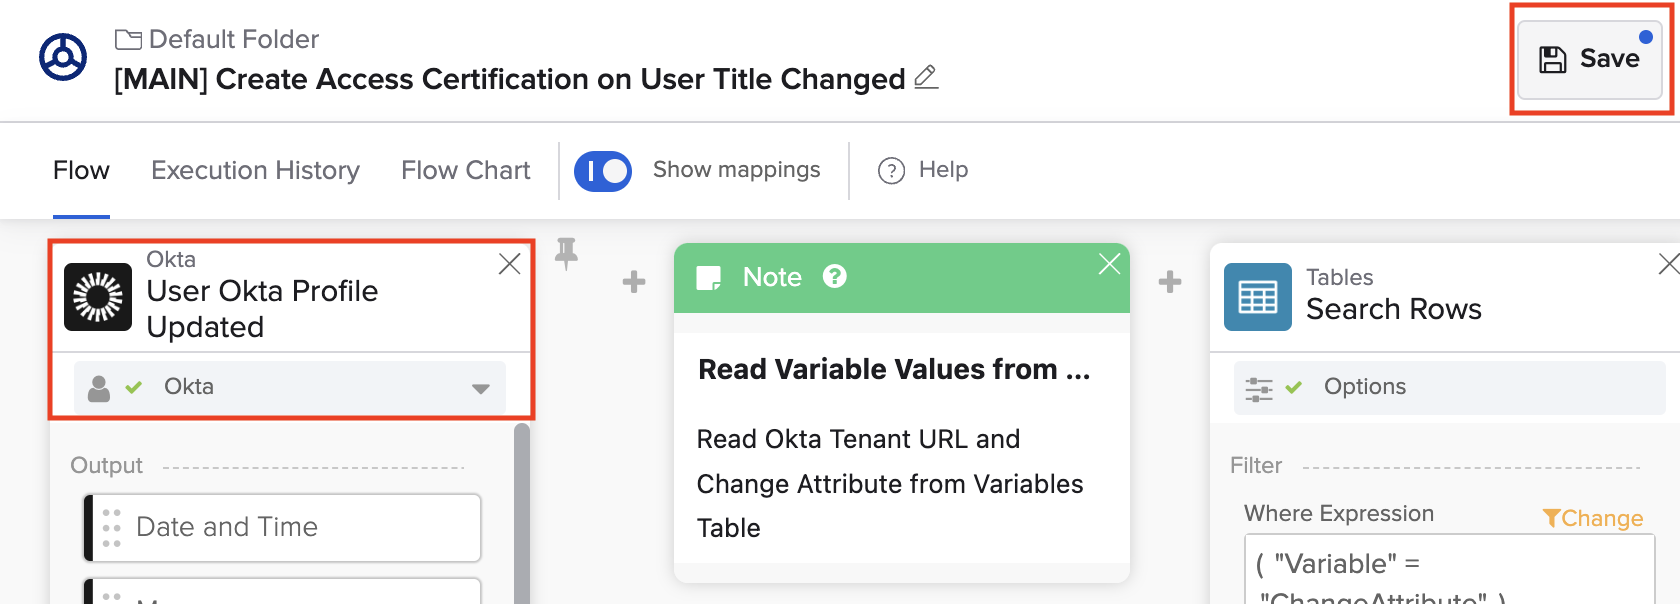 Default Folder
[MAIN] Create Access Certification on User Title Changed
Save
Flow
Execution History
Flow Chart
Show mappings
? Help
Okta
User Okta Profile
Updated
Okta
Output
Date and Time
Note ?
Read Variable Values from ...
Read Okta Tenant URL and
Change Attribute from Variables
Table
Tables
Search Rows
Options
Filter
Where Expression
Change
( "Variable" =
"ChangeAttribute" )